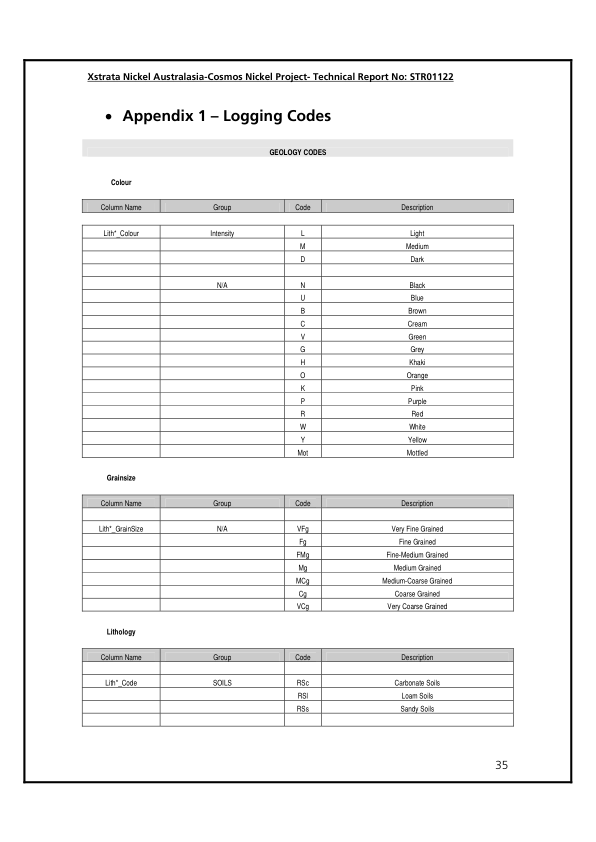 Xstrata Nickel Australasia-Cosmos Nickel Project- Technical Report No: STR01122
• Appendix 1 – Logging Codes
GEOLOGY CODES
Colour
Column Name Group Code Description
Lith*_Colour Intensity L Light
M Medium
D Dark
N/A N Black
U Blue
B Brown
C Cream
V Green
G Grey
H Khaki
O Orange
K Pink
P Purple
R Red
W White
Y Yellow
Mot Mottled
Grainsize
Column Name Group Code Description
Lith*_GrainSize N/A VFg Very Fine Grained
Fg Fine Grained
FMg Fine-Medium Grained
Mg Medium Grained
MCg Medium-Coarse Grained
Cg Coarse Grained
VCg Very Coarse Grained
Lithology
Column Name Group Code Description
Lith*_Code SOILS RSc Carbonate Soils
RSl Loam Soils
RSs Sandy Soils
35